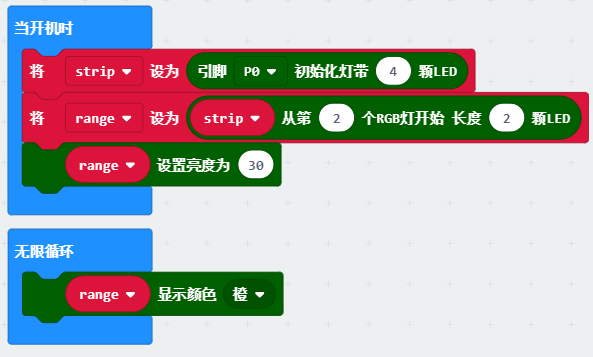 当开机时
将 strip 设为 引脚 P0 初始化灯带 4 颗LED
将 range 设为 strip 从第 2 个RGB灯开始 长度 2 颗LED
range 设置亮度为 30
无限循环
range 显示颜色 橙